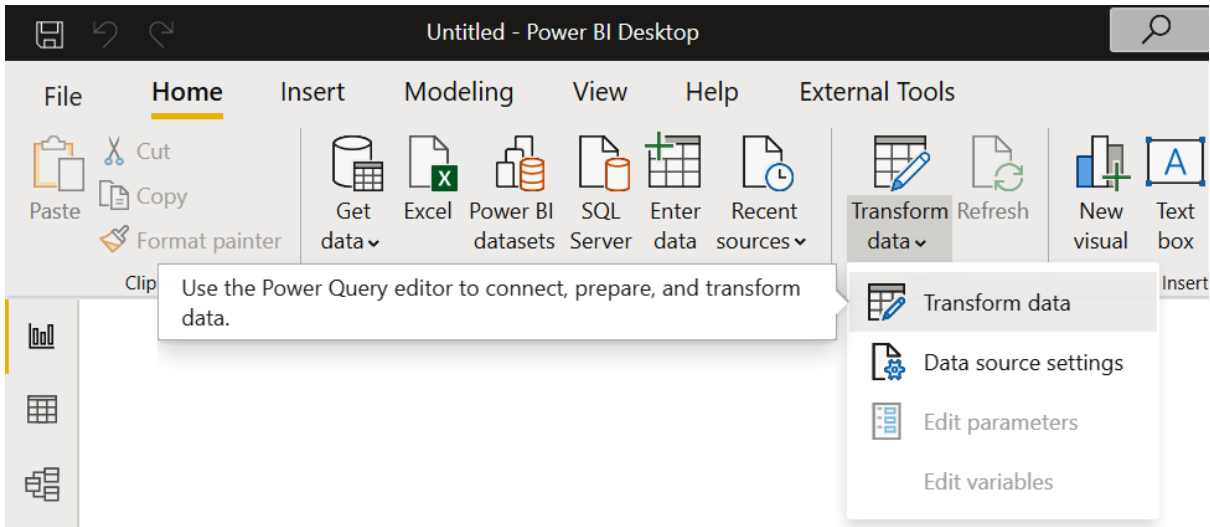 Untitled - Power BI Desktop
File Home Insert Modeling View Help External Tools
Paste
Cut
Copy
Format painter
Get
data
Excel
Power BI
datasets
SQL
Server
Enter
data
Recent
sources
Transform
data
Refresh
New
visual
A
Text
box
Clip
Insert
Use the Power Query editor to connect, prepare, and transform
data.
Transform data
Data source settings
Edit parameters
Edit variables